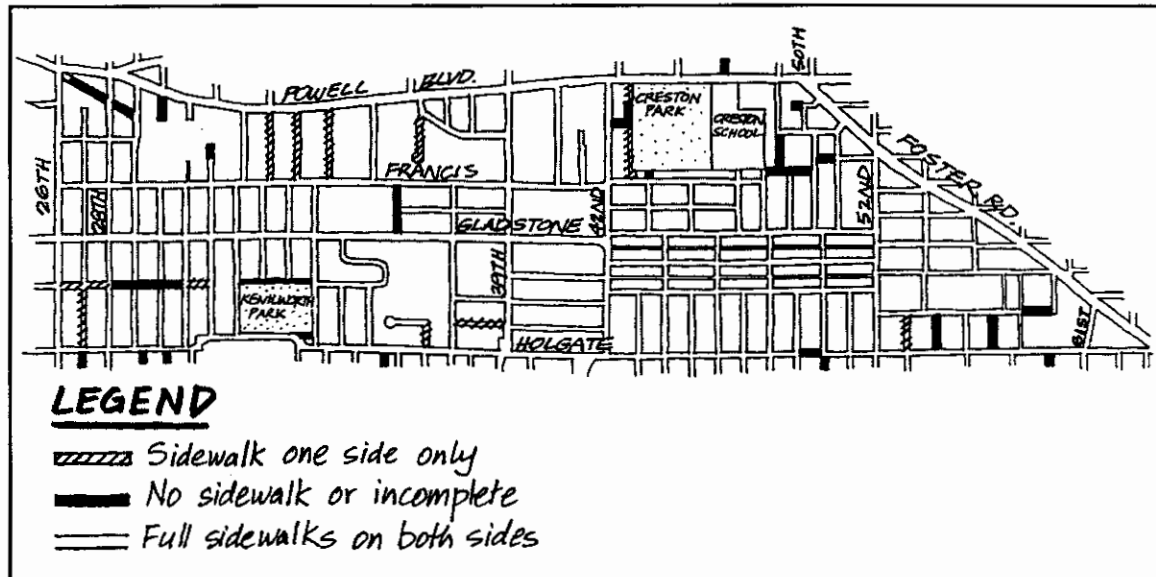 50TH
POWELL BLVD.
CRESTON PARK
CRESTON SCHOOL
FOSTER RD.
FRANCIS
26TH
28TH
42ND
52ND
GLADSTONE
39TH
KENILWORTH PARK
HOLGATE
61ST
LEGEND
Sidewalk one side only
No sidewalk or incomplete
Full sidewalks on both sides